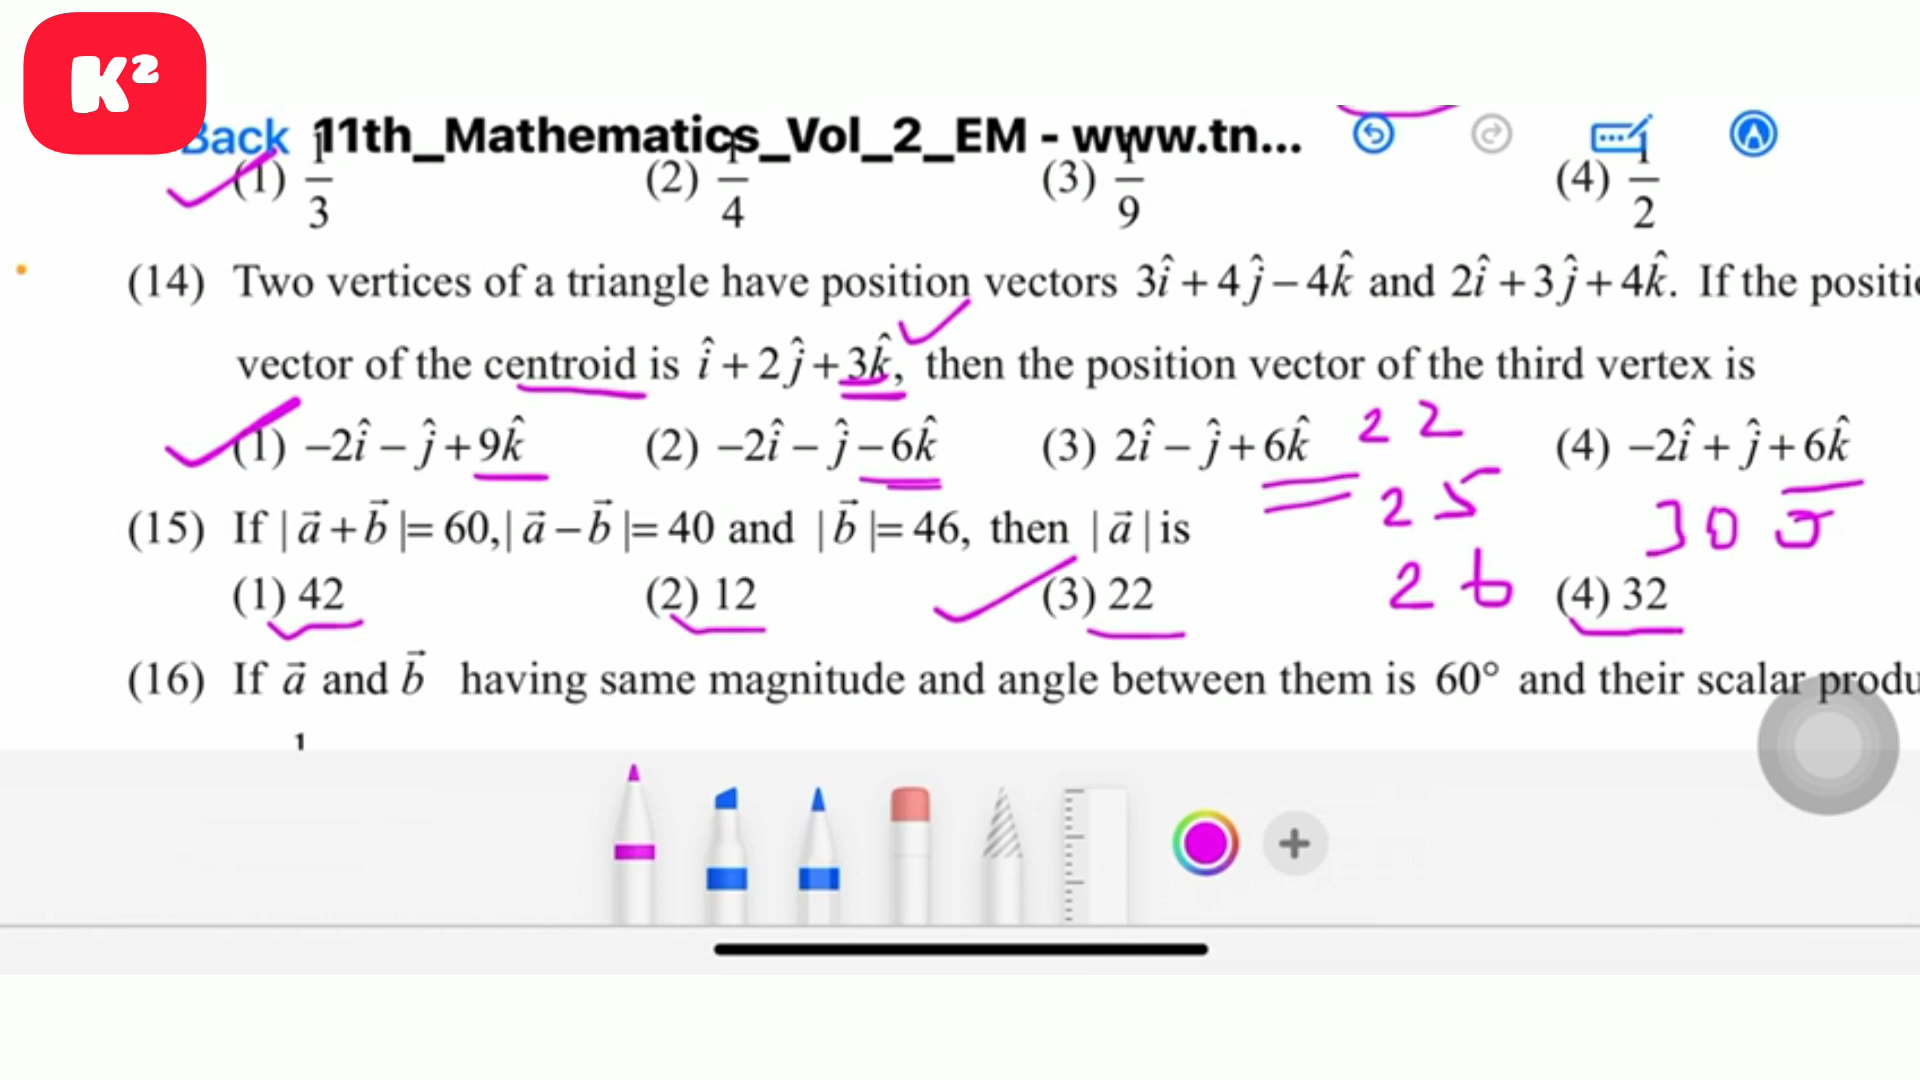 K²
Back 11th_Mathematics_Vol_2_EM - www.tn...
(1) 1/3 (2) 1/4 (3) 1/9 (4) 1/2
(14) Two vertices of a triangle have position vectors 3î + 4ĵ − 4k̂ and 2î + 3ĵ + 4k̂. If the positi
vector of the centroid is î + 2ĵ + 3k̂, then the position vector of the third vertex is
(1) −2î − ĵ + 9k̂ (2) −2î − ĵ − 6k̂ (3) 2î − ĵ + 6k̂ 22 (4) −2î + ĵ + 6k̂
25
(15) If |a⃗ + b⃗| = 60, |a⃗ − b⃗| = 40 and |b⃗| = 46, then |a⃗| is
(1) 42 (2) 12 (3) 22 26 (4) 32
(16) If a⃗ and b⃗ having same magnitude and angle between them is 60° and their scalar produ
1